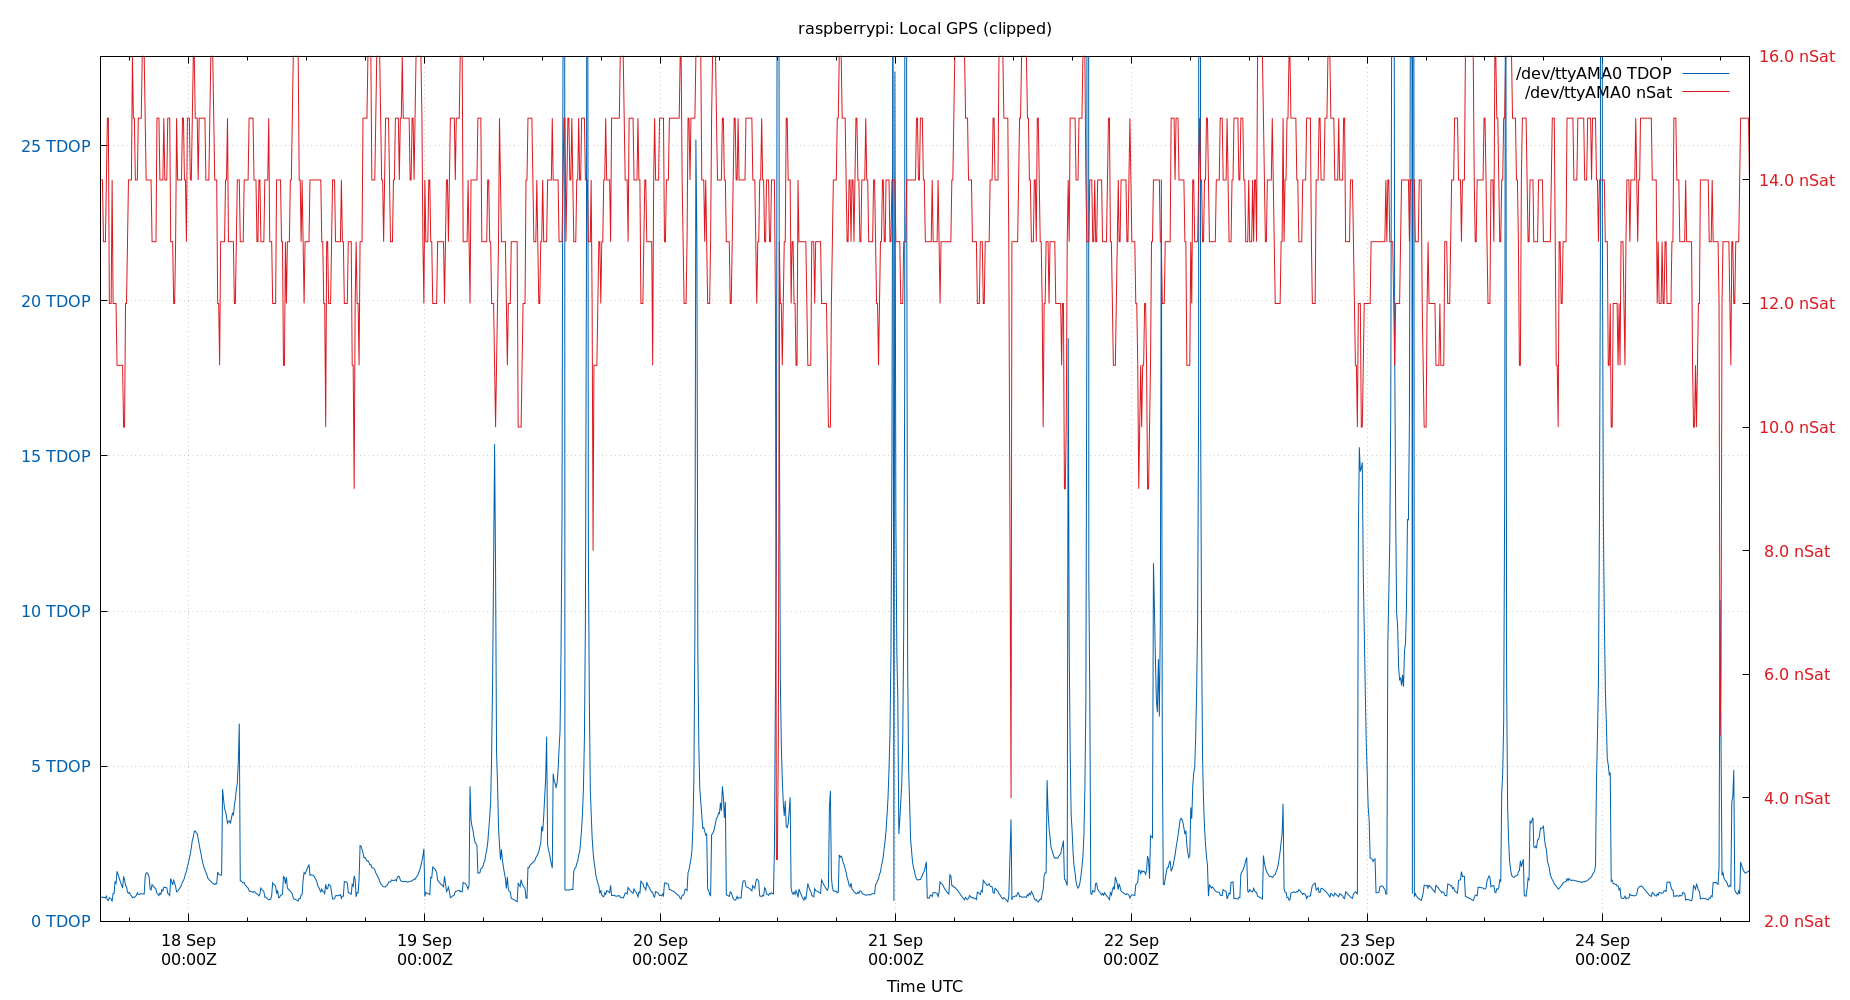 raspberrypi: Local GPS (clipped)
/dev/ttyAMA0 TDOP
/dev/ttyAMA0 nSat
25 TDOP
20 TDOP
15 TDOP
10 TDOP
5 TDOP
0 TDOP
16.0 nSat
14.0 nSat
12.0 nSat
10.0 nSat
8.0 nSat
6.0 nSat
4.0 nSat
2.0 nSat
18 Sep
00:00Z
19 Sep
00:00Z
20 Sep
00:00Z
21 Sep
00:00Z
22 Sep
00:00Z
23 Sep
00:00Z
24 Sep
00:00Z
Time UTC